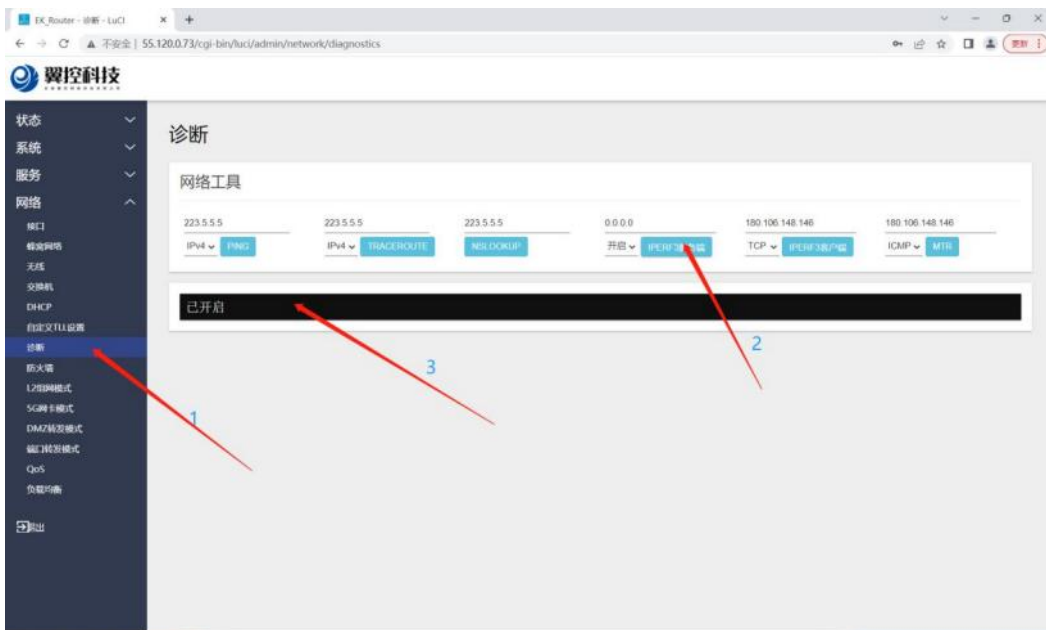 EK_Router - 诊断 - LuCI
不安全 | 55.120.0.73/cgi-bin/luci/admin/network/diagnostics
更新
翼控科技
状态
系统
服务
网络
接口
蜂窝网络
无线
交换机
DHCP
自定义TLL设置
诊断
防火墙
L2组网模式
5G网卡模式
DMZ转发模式
端口转发模式
QoS
负载均衡
退出
诊断
网络工具
223.5.5.5 223.5.5.5 223.5.5.5 0.0.0.0 180.106.148.146 180.106.148.146
IPv4 PING IPv4 TRACEROUTE NSLOOKUP 开启 TCP IPERF3客户端 ICMP MTR
已开启
1
2
3